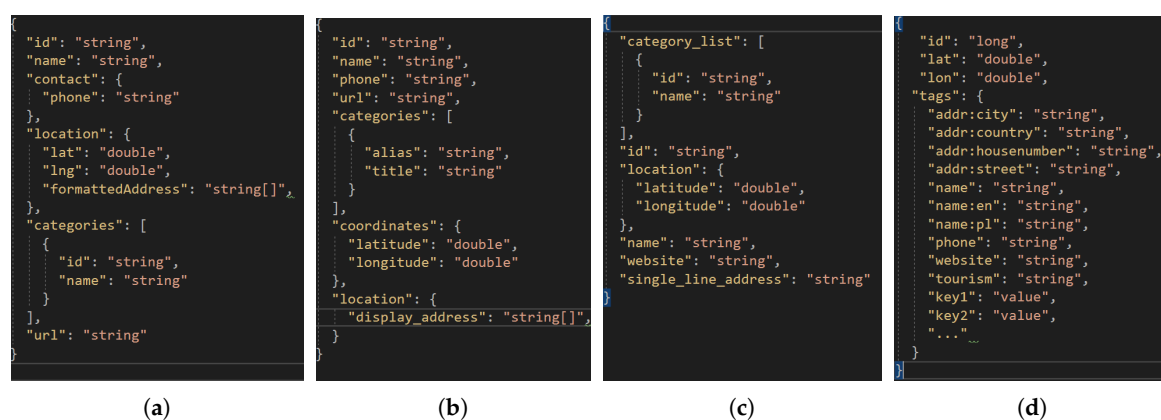 {
"id": "string",
"name": "string",
"contact": {
"phone": "string"
},
"location": {
"lat": "double",
"lng": "double",
"formattedAddress": "string[]",
},
"categories": [
{
"id": "string",
"name": "string"
}
],
"url": "string"
}
(a)
{
"id": "string",
"name": "string",
"phone": "string",
"url": "string",
"categories": [
{
"alias": "string",
"title": "string"
}
],
"coordinates": {
"latitude": "double",
"longitude": "double"
},
"location": {
"display_address": "string[]",
}
}
(b)
{
"category_list": [
{
"id": "string",
"name": "string"
}
],
"id": "string",
"location": {
"latitude": "double",
"longitude": "double"
},
"name": "string",
"website": "string",
"single_line_address": "string"
}
(c)
{
"id": "long",
"lat": "double",
"lon": "double",
"tags": {
"addr:city": "string",
"addr:country": "string",
"addr:housenumber": "string",
"addr:street": "string",
"name": "string",
"name:en": "string",
"name:pl": "string",
"phone": "string",
"website": "string",
"tourism": "string",
"key1": "value",
"key2": "value",
"..."
}
}
(d)